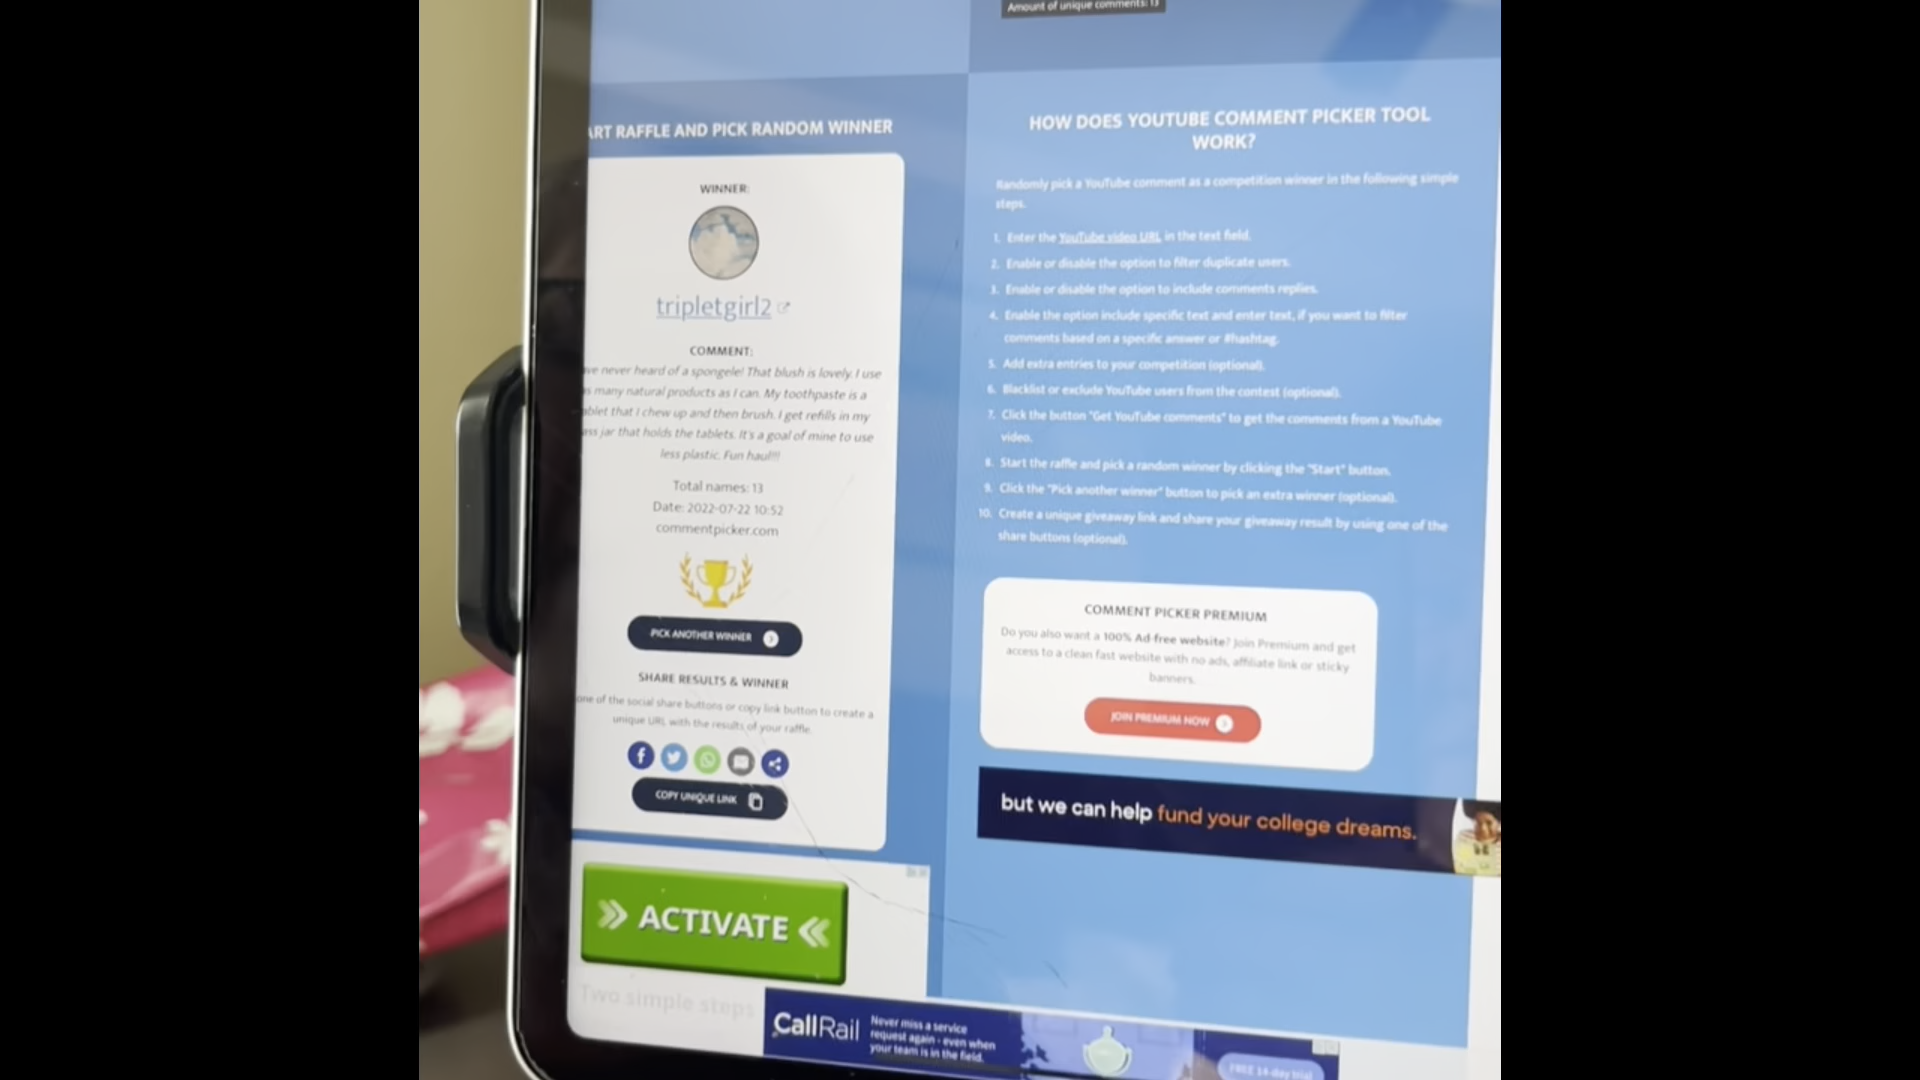 Amount of unique comments: 13
ART RAFFLE AND PICK RANDOM WINNER
WINNER:
tripletgirl2
COMMENT:
ve never heard of a spongele! That blush is lovely. I use
s many natural products as I can. My toothpaste is a
ablet that I chew up and then brush. I get refills in my
ass jar that holds the tablets. It's a goal of mine to use
less plastic. Fun haul!!!
Total names: 13
Date: 2022-07-22 10:52
commentpicker.com
PICK ANOTHER WINNER
SHARE RESULTS & WINNER
one of the social share buttons or copy link button to create a
unique URL with the results of your raffle.
COPY UNIQUE LINK
ACTIVATE
Two simple steps
HOW DOES YOUTUBE COMMENT PICKER TOOL
WORK?
Randomly pick a YouTube comment as a competition winner in the following simple
steps.
1. Enter the YouTube video URL in the text field.
2. Enable or disable the option to filter duplicate users.
3. Enable or disable the option to include comments replies.
4. Enable the option include specific text and enter text, if you want to filter
comments based on a specific answer or #hashtag.
5. Add extra entries to your competition (optional).
6. Blacklist or exclude YouTube users from the contest (optional).
7. Click the button "Get YouTube comments" to get the comments from a YouTube
video.
8. Start the raffle and pick a random winner by clicking the "Start" button.
9. Click the "Pick another winner" button to pick an extra winner (optional).
10. Create a unique giveaway link and share your giveaway result by using one of the
share buttons (optional).
COMMENT PICKER PREMIUM
Do you also want a 100% Ad free website? Join Premium and get
access to a clean fast website with no ads, affiliate link or sticky
banners.
JOIN PREMIUM NOW
but we can help fund your college dreams.
CallRail
Never miss a service
request again - even when
your team is in the field.
FREE 14-day trial